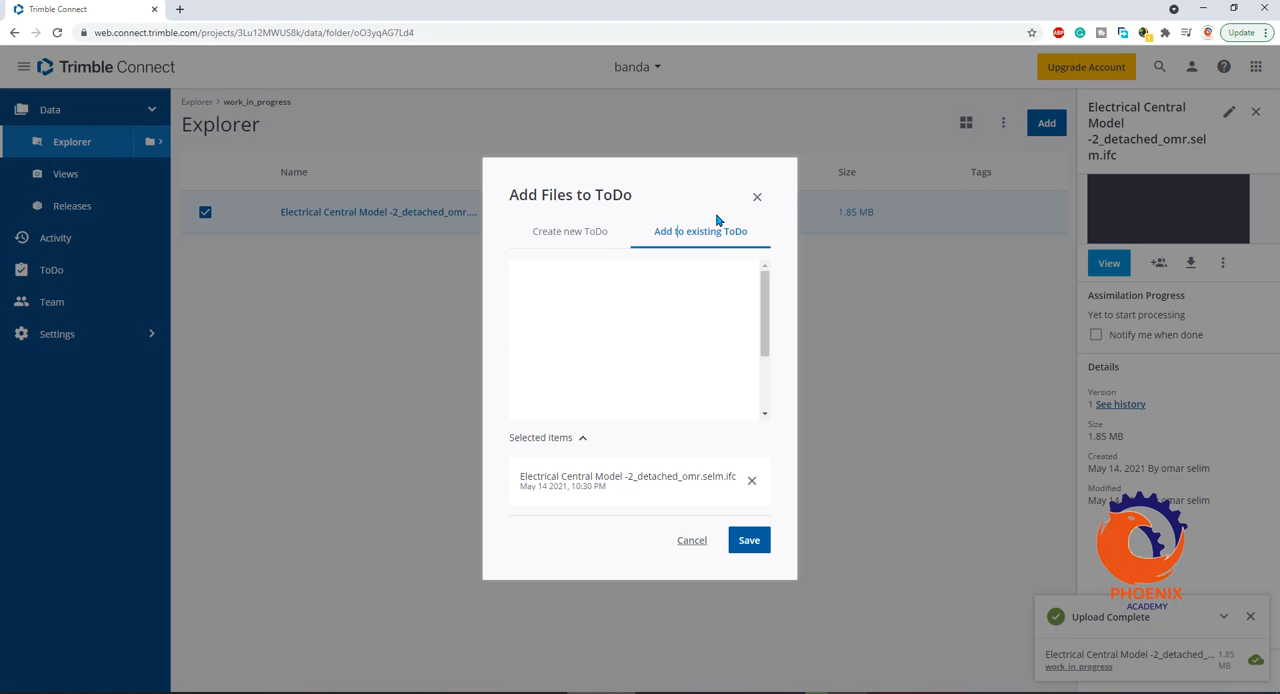 Trimble Connect
web.connect.trimble.com/projects/3Lu12MWUS8k/data/folder/oO3yqAG7Ld4
ABP
Update
Trimble Connect
banda
Upgrade Account
Data
Explorer
Views
Releases
Activity
ToDo
Team
Settings
Explorer > work_in_progress
Explorer
Add
Name
Size
Tags
Electrical Central Model -2_detached_omr....
1.85 MB
Add Files to ToDo
Create new ToDo
Add to existing ToDo
Selected items
Electrical Central Model -2_detached_omr.selm.ifc
May 14 2021, 10:30 PM
Cancel
Save
Electrical Central
Model
-2_detached_omr.sel
m.ifc
View
Assimilation Progress
Yet to start processing
Notify me when done
Details
Version
1 See history
Size
1.85 MB
Created
May 14, 2021 By omar selim
Modified
May 14 omar selim
PHOENIX
ACADEMY
Upload Complete
Electrical Central Model -2_detached_-... 1.85
MB
work_in_progress